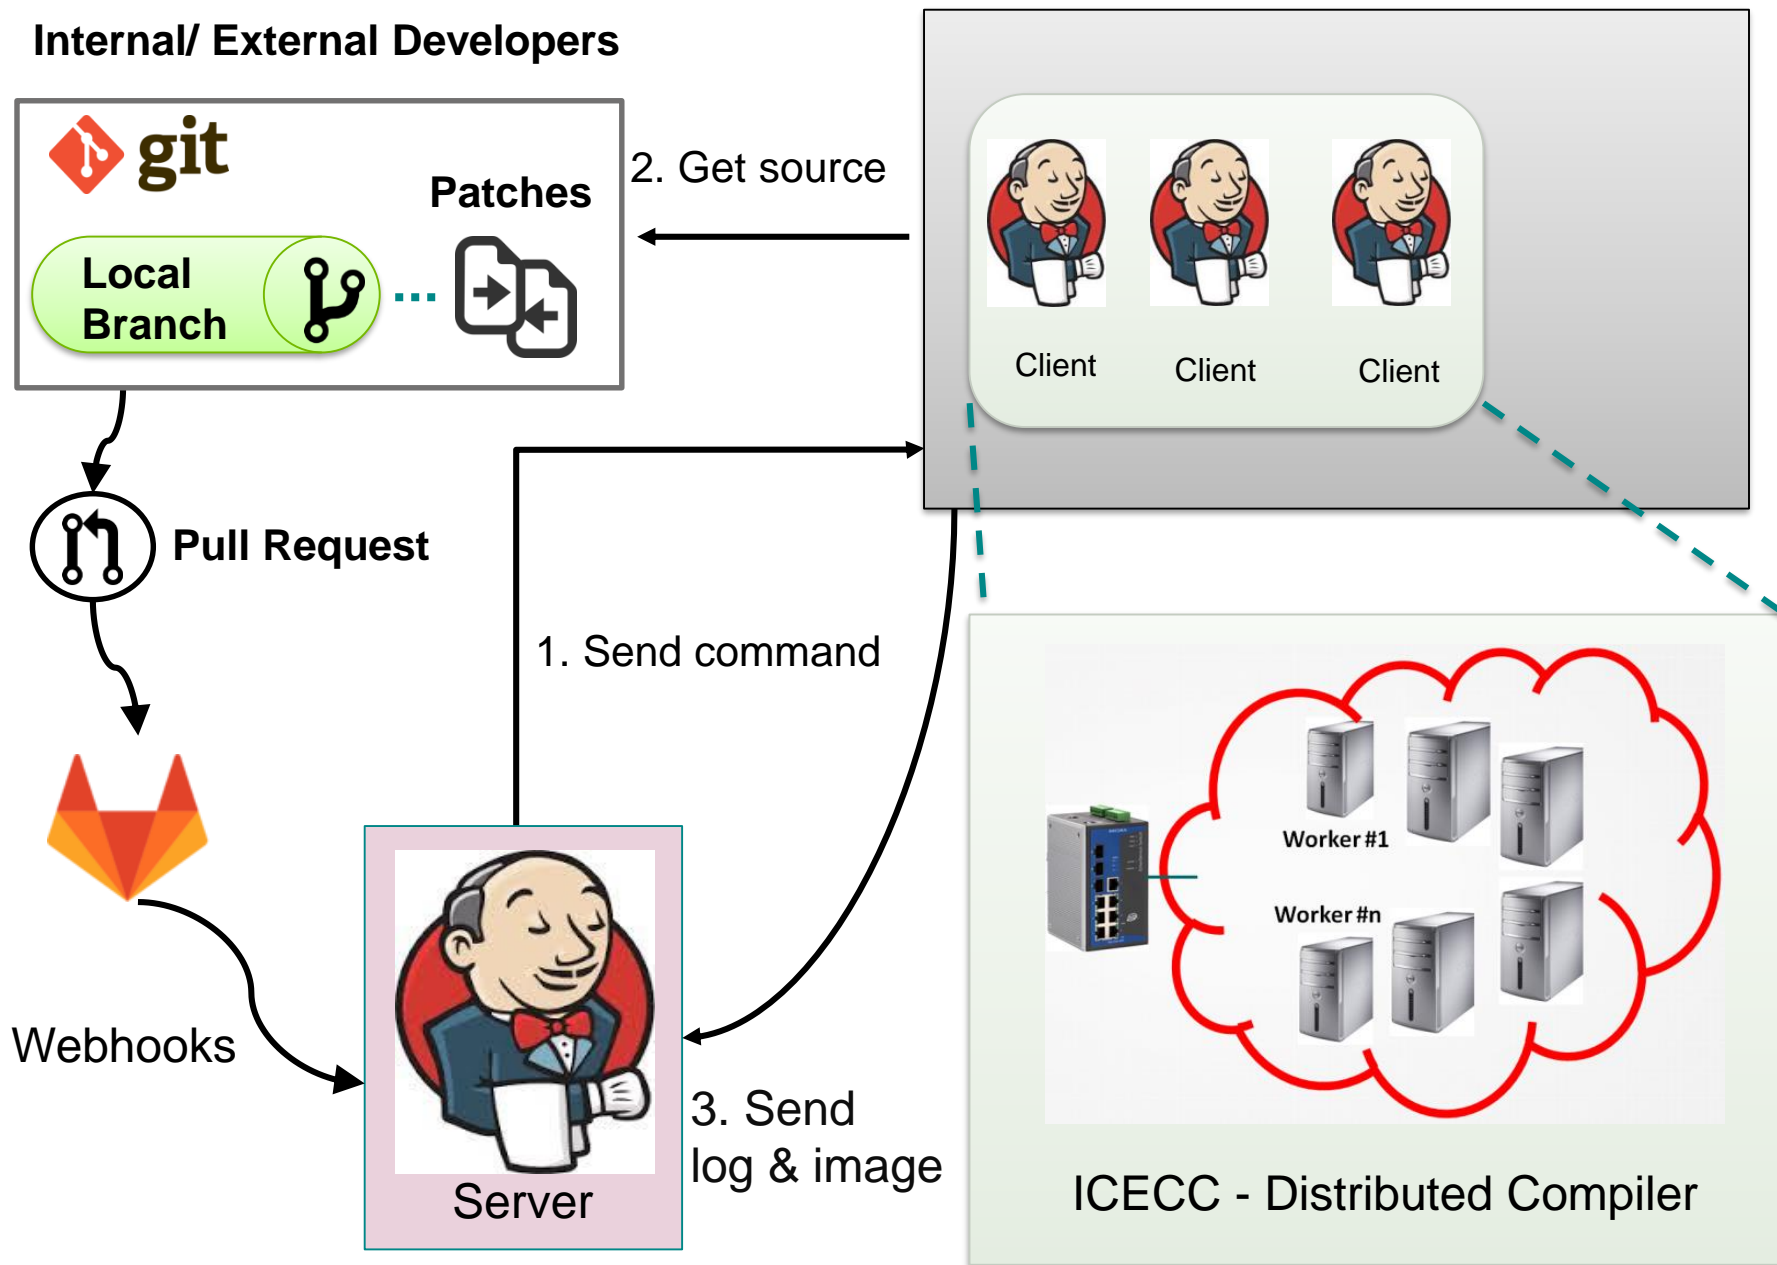 Internal/ External Developers
git
Patches
Local
Branch
2. Get source
Client
Client
Client
Pull Request
1. Send command
Webhooks
Server
3. Send
log & image
Worker #1
Worker #n
ICECC - Distributed Compiler